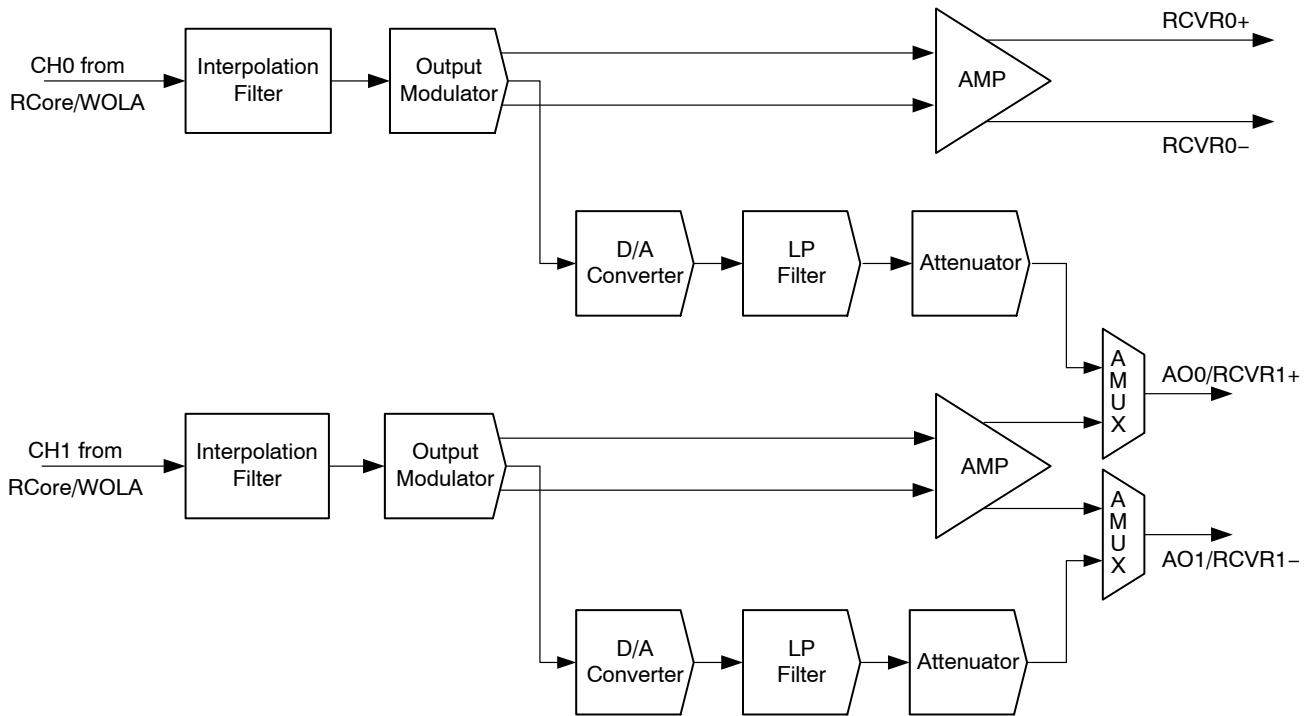 CH0 from
RCore/WOLA
Interpolation
Filter
Output
Modulator
AMP
RCVR0+
RCVR0−
D/A
Converter
LP
Filter
Attenuator
A
M
U
X
AO0/RCVR1+
CH1 from
RCore/WOLA
Interpolation
Filter
Output
Modulator
AMP
A
M
U
X
AO1/RCVR1−
D/A
Converter
LP
Filter
Attenuator